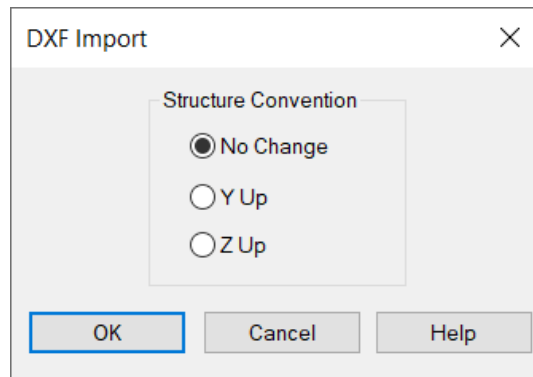 DXF Import
Structure Convention
No Change
Y Up
Z Up
OK Cancel Help